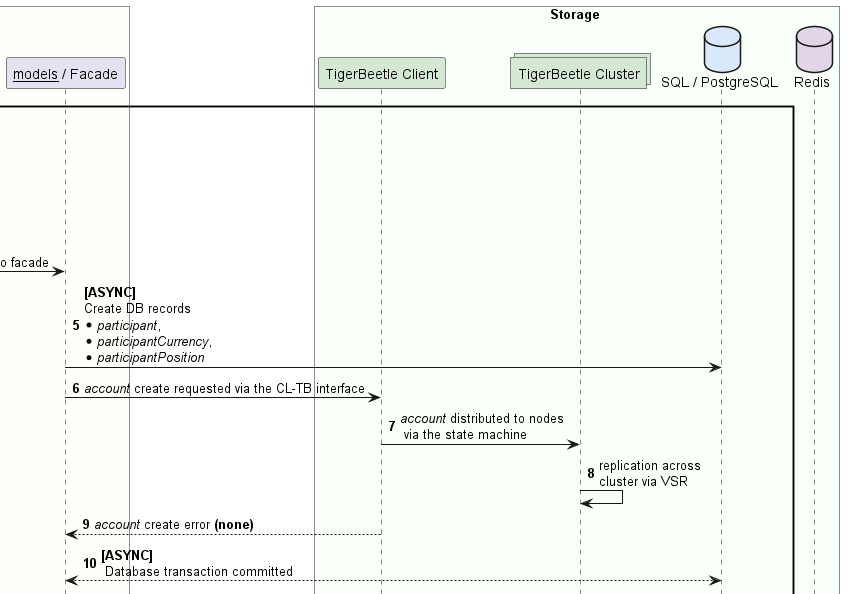 Storage
models / Facade
TigerBeetle Client
TigerBeetle Cluster
SQL / PostgreSQL
Redis
o facade
[ASYNC]
Create DB records
5 • participant,
• participantCurrency,
• participantPosition
6 account create requested via the CL-TB interface
7 account distributed to nodes
via the state machine
8 replication across
cluster via VSR
9 account create error (none)
10 [ASYNC]
Database transaction committed